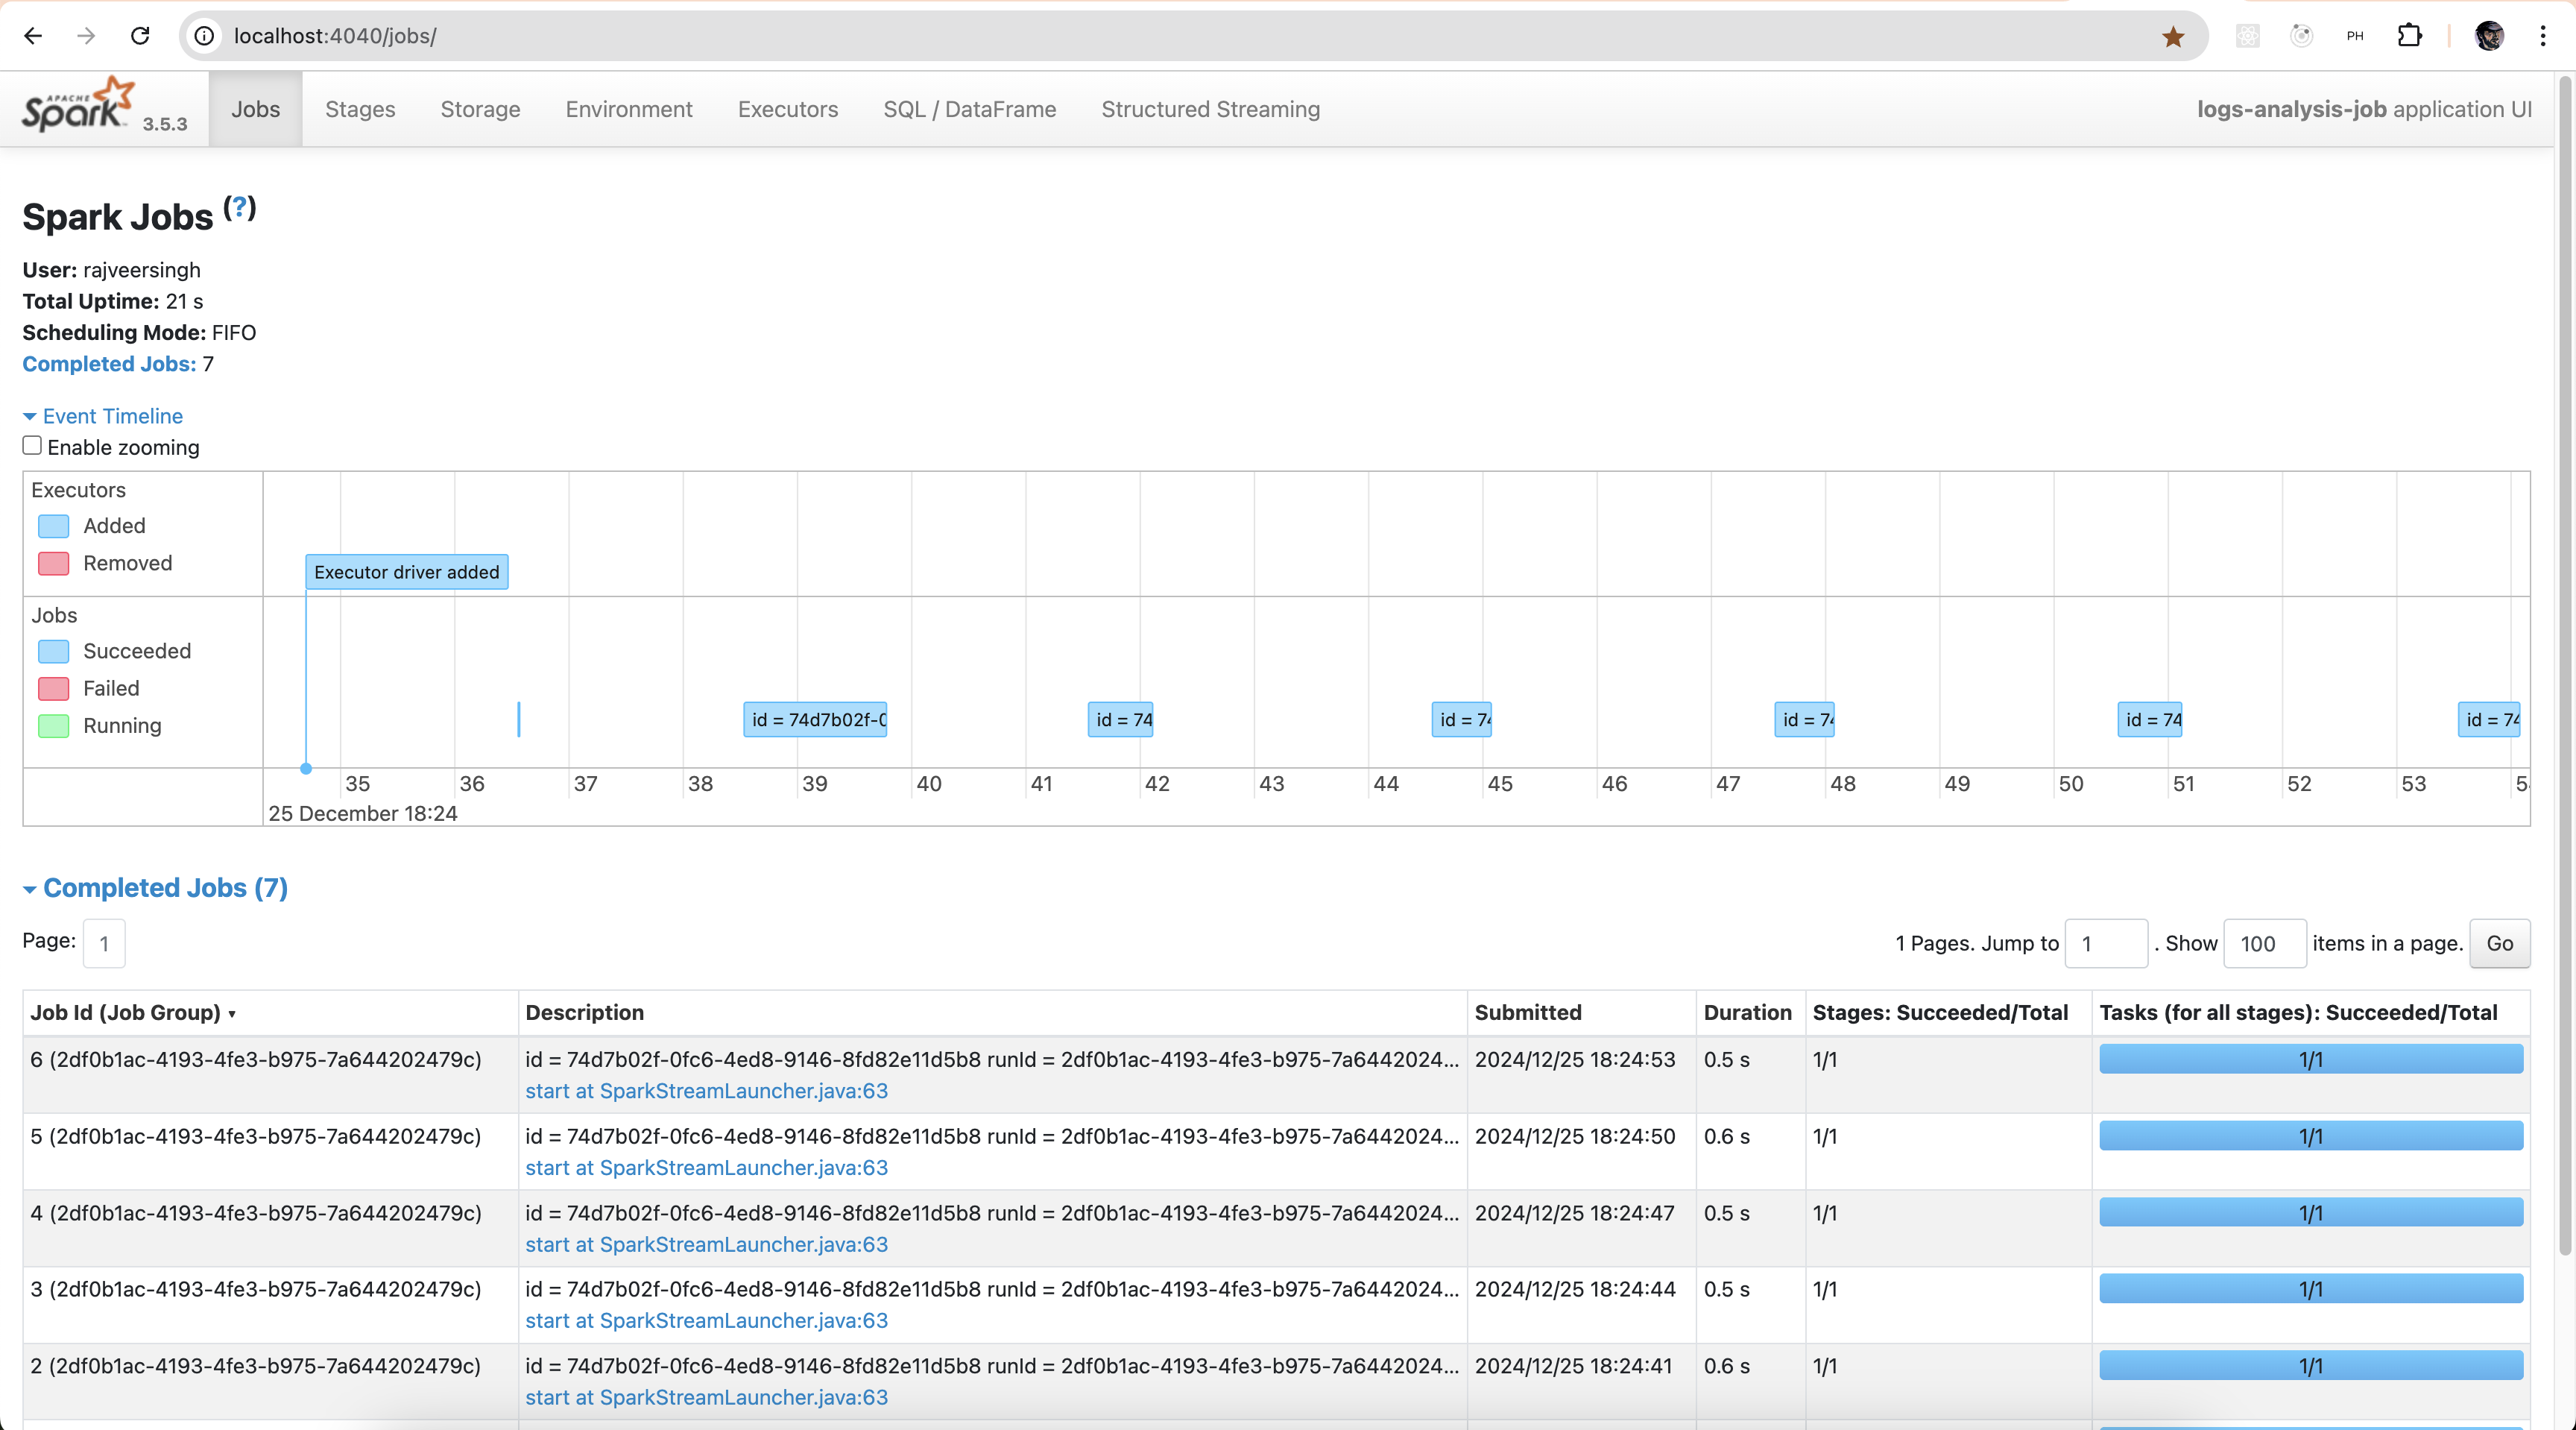 localhost:4040/jobs/
PH
APACHE
Spark 3.5.3
Jobs
Stages
Storage
Environment
Executors
SQL / DataFrame
Structured Streaming
logs-analysis-job application UI
Spark Jobs (?)
User: rajveersingh
Total Uptime: 21 s
Scheduling Mode: FIFO
Completed Jobs: 7
Event Timeline
Enable zooming
Executors
Added
Removed
Executor driver added
Jobs
Succeeded
Failed
Running
id = 74d7b02f-0
id = 74
id = 74
id = 74
id = 74
id = 74
35 36 37 38 39 40 41 42 43 44 45 46 47 48 49 50 51 52 53
25 December 18:24
Completed Jobs (7)
Page: 1
1 Pages. Jump to 1 . Show 100 items in a page. Go
Job Id (Job Group) ▾ Description Submitted Duration Stages: Succeeded/Total Tasks (for all stages): Succeeded/Total
6 (2df0b1ac-4193-4fe3-b975-7a644202479c) id = 74d7b02f-0fc6-4ed8-9146-8fd82e11d5b8 runId = 2df0b1ac-4193-4fe3-b975-7a6442024... 2024/12/25 18:24:53 0.5 s 1/1 1/1
start at SparkStreamLauncher.java:63
5 (2df0b1ac-4193-4fe3-b975-7a644202479c) id = 74d7b02f-0fc6-4ed8-9146-8fd82e11d5b8 runId = 2df0b1ac-4193-4fe3-b975-7a6442024... 2024/12/25 18:24:50 0.6 s 1/1 1/1
start at SparkStreamLauncher.java:63
4 (2df0b1ac-4193-4fe3-b975-7a644202479c) id = 74d7b02f-0fc6-4ed8-9146-8fd82e11d5b8 runId = 2df0b1ac-4193-4fe3-b975-7a6442024... 2024/12/25 18:24:47 0.5 s 1/1 1/1
start at SparkStreamLauncher.java:63
3 (2df0b1ac-4193-4fe3-b975-7a644202479c) id = 74d7b02f-0fc6-4ed8-9146-8fd82e11d5b8 runId = 2df0b1ac-4193-4fe3-b975-7a6442024... 2024/12/25 18:24:44 0.5 s 1/1 1/1
start at SparkStreamLauncher.java:63
2 (2df0b1ac-4193-4fe3-b975-7a644202479c) id = 74d7b02f-0fc6-4ed8-9146-8fd82e11d5b8 runId = 2df0b1ac-4193-4fe3-b975-7a6442024... 2024/12/25 18:24:41 0.6 s 1/1 1/1
start at SparkStreamLauncher.java:63